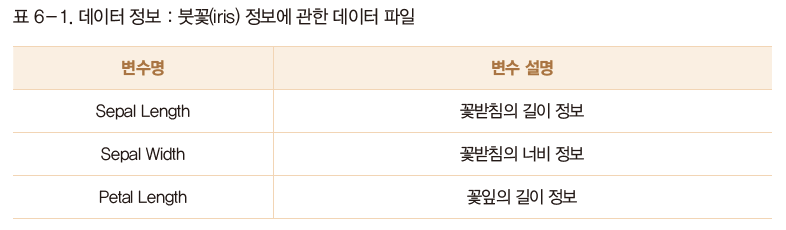 표 6-1. 데이터 정보 : 붓꽃(iris) 정보에 관한 데이터 파일
변수명 변수 설명
Sepal Length 꽃받침의 길이 정보
Sepal Width 꽃받침의 너비 정보
Petal Length 꽃잎의 길이 정보